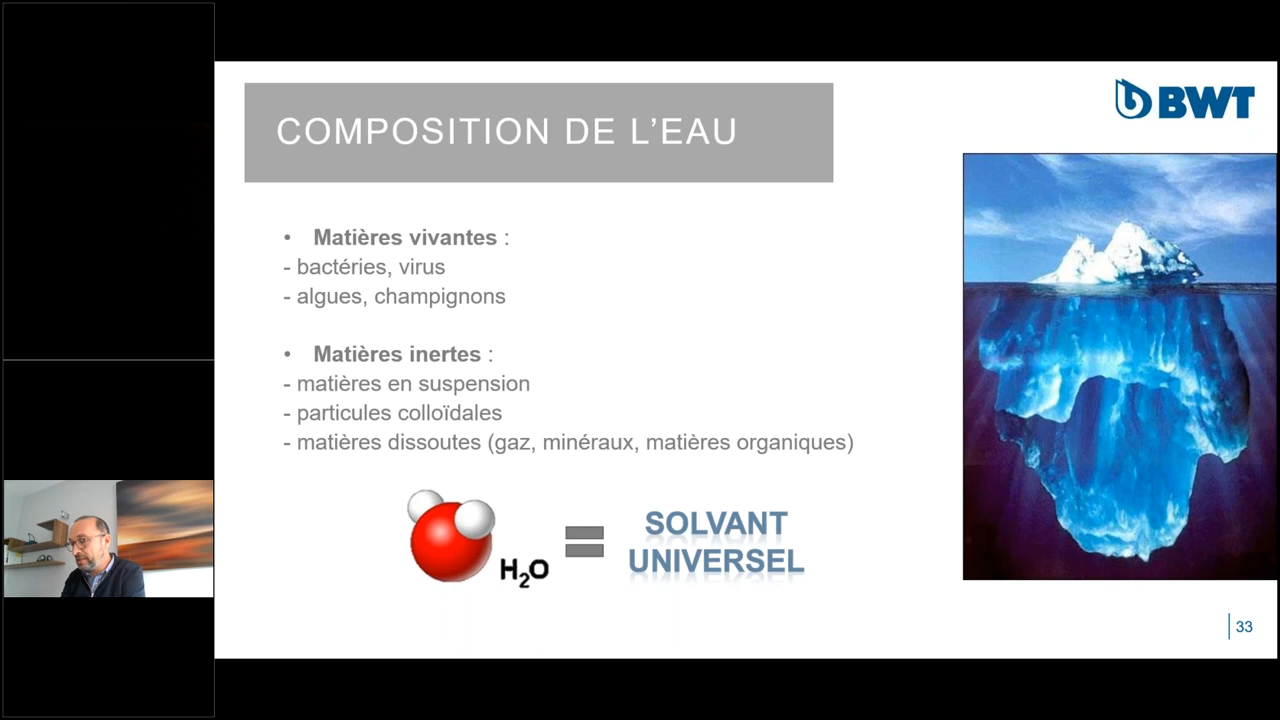 COMPOSITION DE L’EAU
BWT
• Matières vivantes :
- bactéries, virus
- algues, champignons
• Matières inertes :
- matières en suspension
- particules colloïdales
- matières dissoutes (gaz, minéraux, matières organiques)
H₂O
=
SOLVANT
UNIVERSEL
33